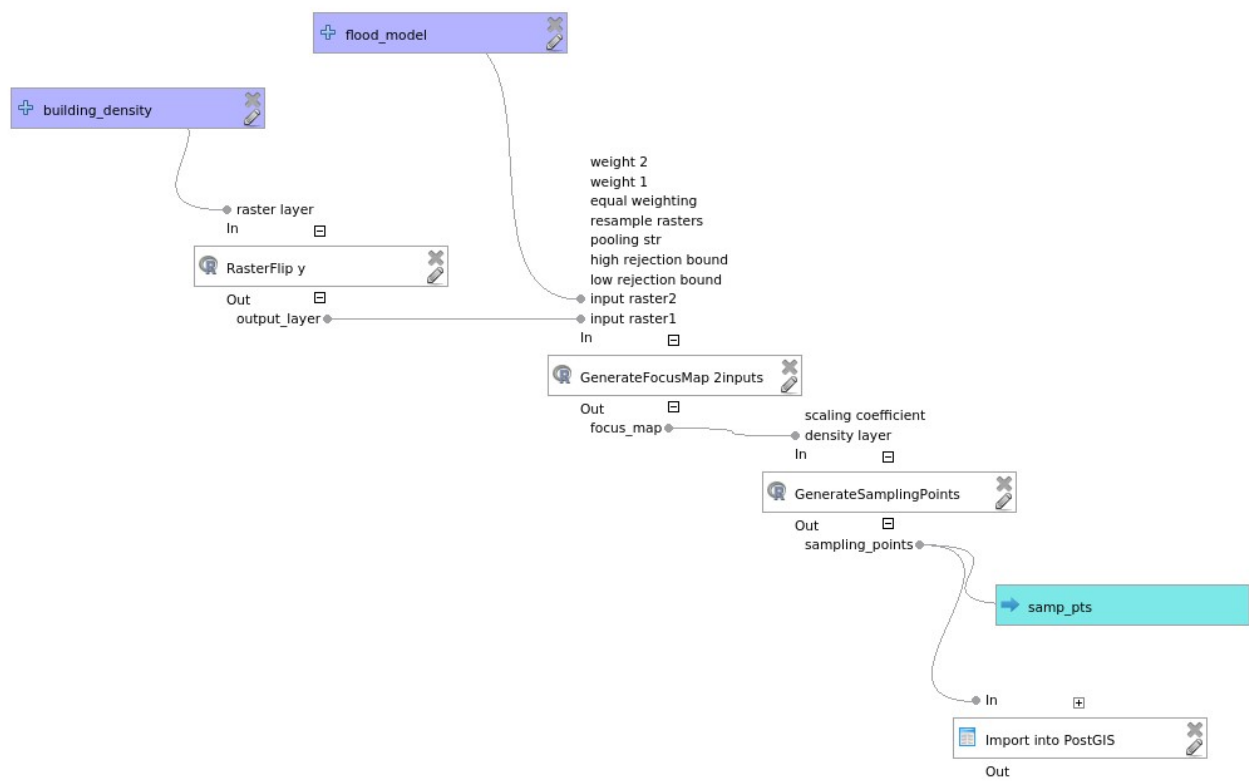 flood_model
building_density
weight 2
weight 1
equal weighting
resample rasters
pooling str
high rejection bound
low rejection bound
input raster2
input raster1
In
raster layer
In
RasterFlip y
Out
output_layer
GenerateFocusMap 2inputs
Out
focus_map
scaling coefficient
density layer
In
GenerateSamplingPoints
Out
sampling_points
samp_pts
In
Import into PostGIS
Out